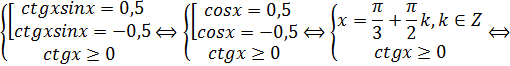 {[ctgxsinx = 0,5
ctgxsinx = −0,5
ctgx ≥ 0
⇔ {[cosx = 0,5
cosx = −0,5
ctgx ≥ 0
⇔ {x = π/3 + π/2 k, k ∈ Z
ctgx ≥ 0
⇔